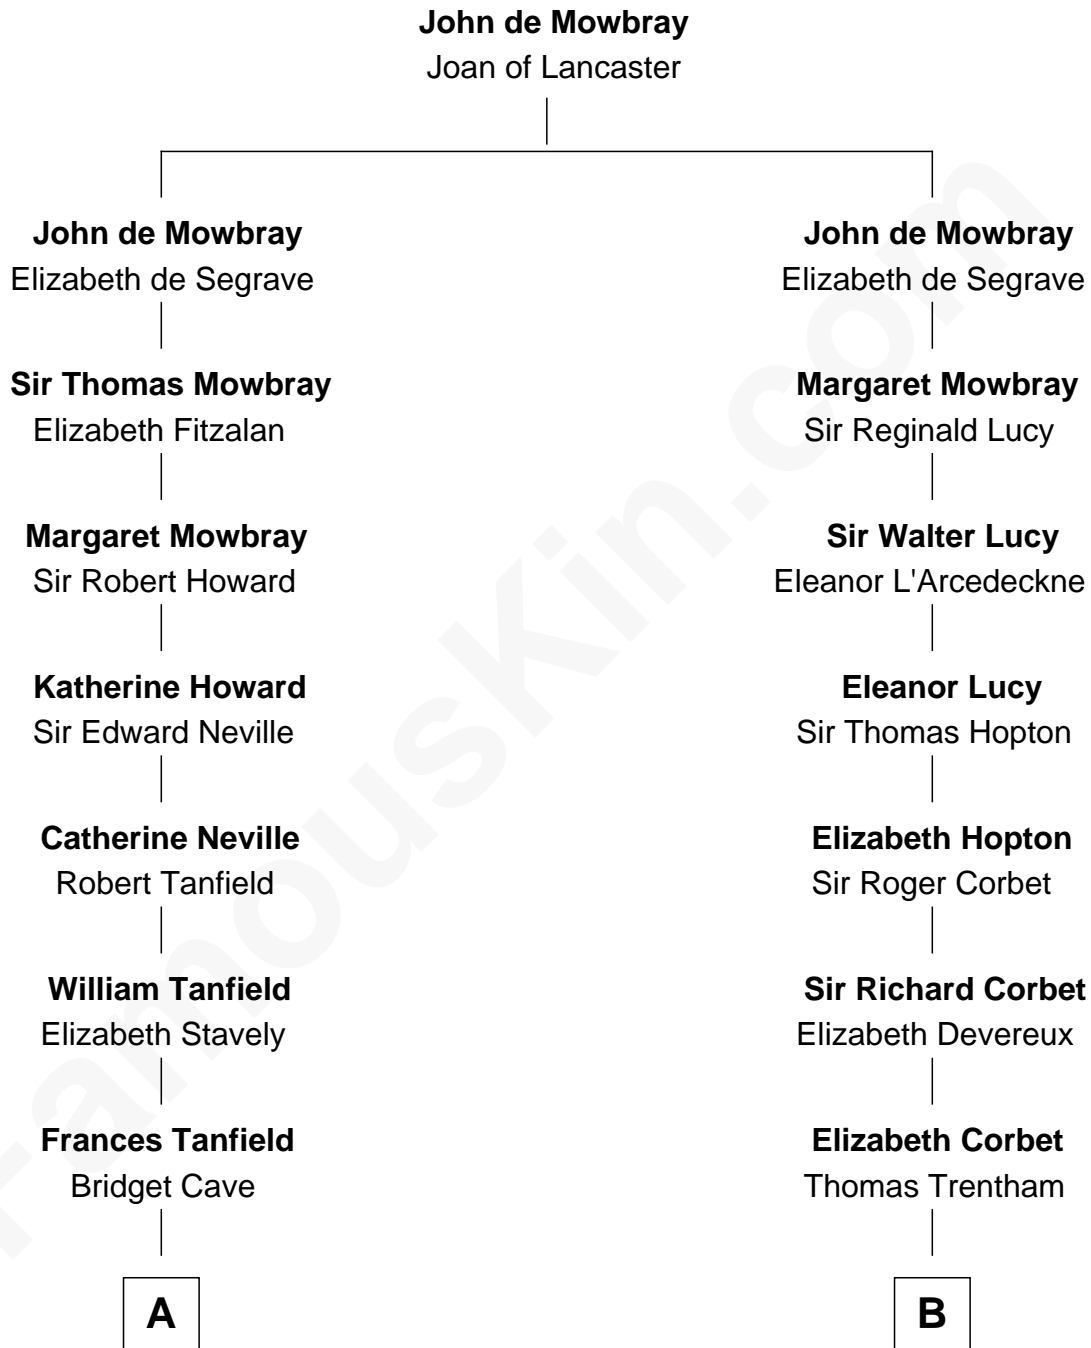 John de Mowbray
Joan of Lancaster
John de Mowbray
Elizabeth de Segrave
Sir Thomas Mowbray
Elizabeth Fitzalan
Margaret Mowbray
Sir Robert Howard
Katherine Howard
Sir Edward Neville
Catherine Neville
Robert Tanfield
William Tanfield
Elizabeth Stavely
Frances Tanfield
Bridget Cave
A
John de Mowbray
Elizabeth de Segrave
Margaret Mowbray
Sir Reginald Lucy
Sir Walter Lucy
Eleanor L'Arcedeckne
Eleanor Lucy
Sir Thomas Hopton
Elizabeth Hopton
Sir Roger Corbet
Sir Richard Corbet
Elizabeth Devereux
Elizabeth Corbet
Thomas Trentham
B
FamousKin.com